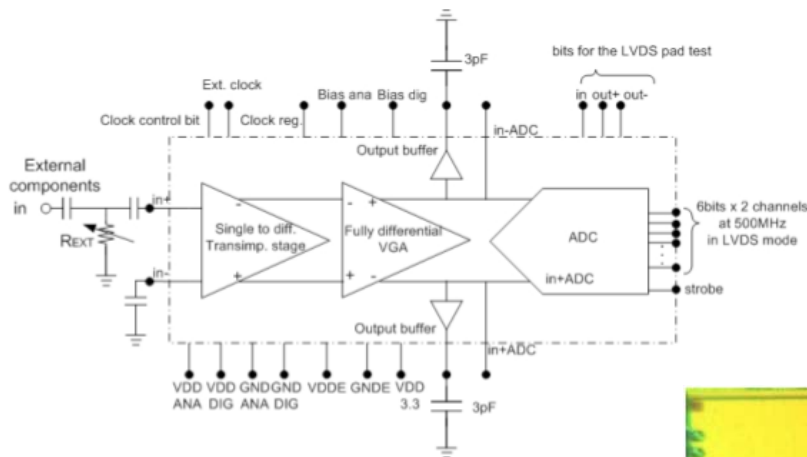 3pF
bits for the LVDS pad test
Ext. clock
Bias ana Bias dig
in out+ out-
Clock control bit
Clock reg.
in-ADC
Output buffer
External
components
in
in+
REXT
in-
- +
Single to diff.
Transimp. stage
- +
Fully differential
VGA
+ -
ADC
in+ADC
6bits x 2 channels
at 500MHz
in LVDS mode
strobe
Output buffer
in+ADC
VDD VDD GND GND VDDE GNDE VDD
ANA DIG ANA DIG 3.3
3pF